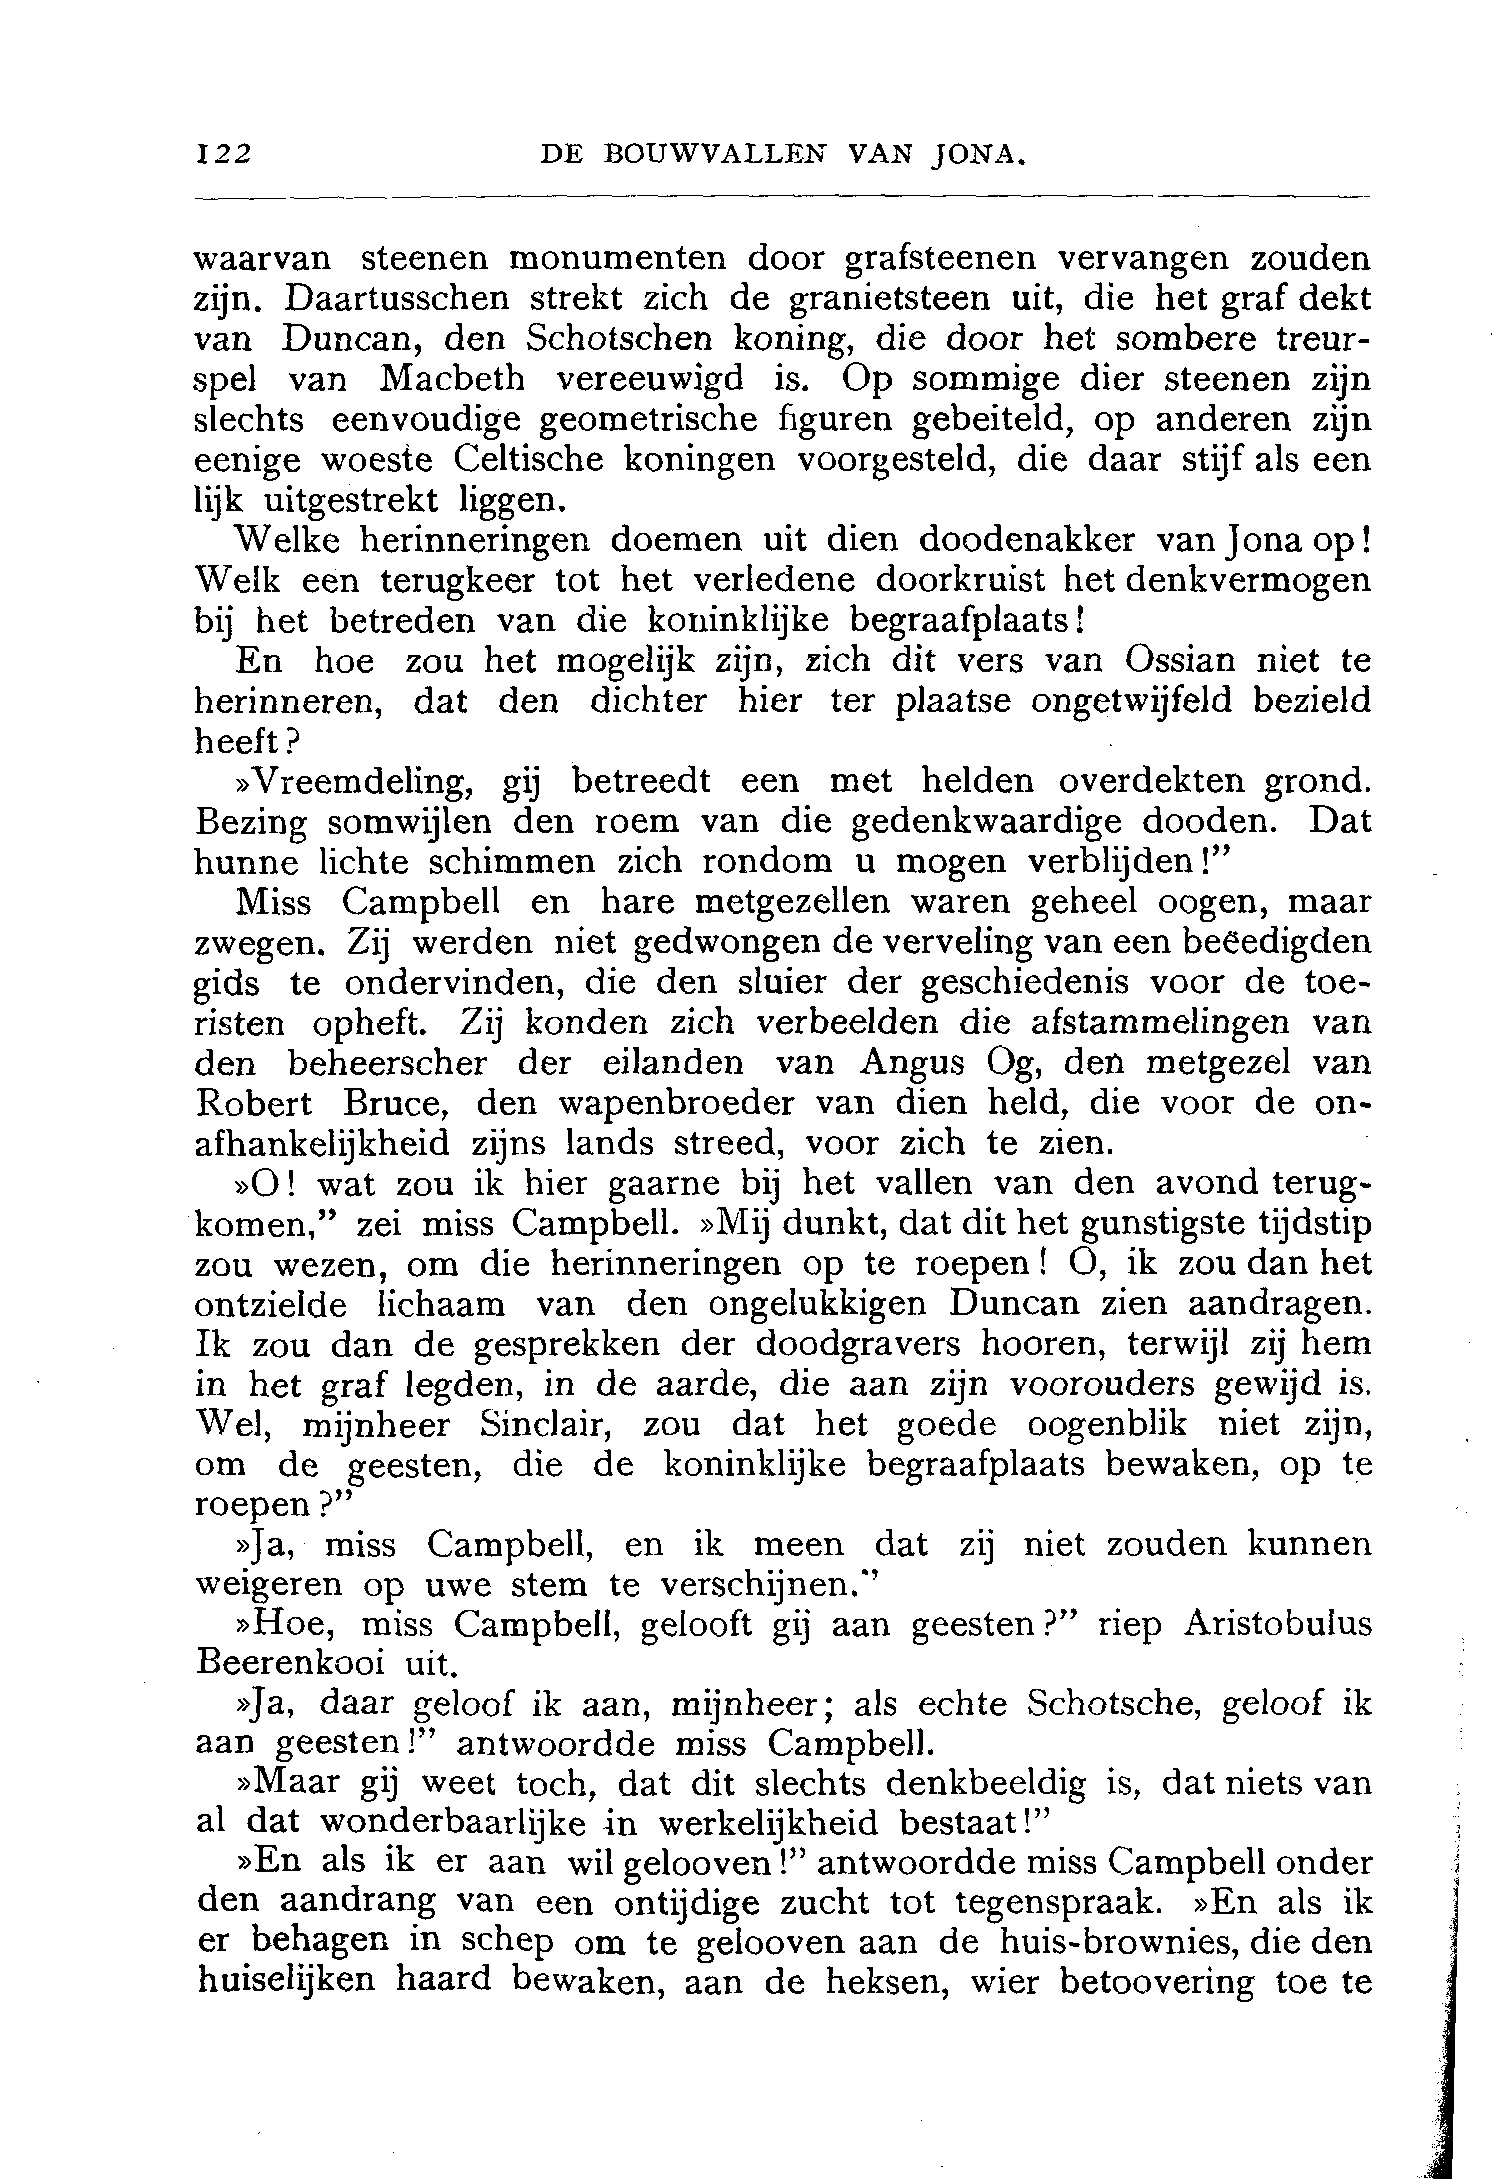 122 DE BOUWVALLEN VAN JONA.
waarvan steenen monumenten door grafsteenen vervangen zouden
zijn. Daartusschen strekt zich de granietsteen uit, die het graf dekt
van Duncan, den Schotschen koning, die door het sombere treur-
spel van Macbeth vereeuwigd is. Op sommige dier steenen zijn
slechts eenvoudige geometrische figuren gebeiteld, op anderen zijn
eenige woeste Celtische koningen voorgesteld, die daar stijf als een
lijk uitgestrekt liggen.
Welke herinneringen doemen uit dien doodenakker van Jona op!
Welk een terugkeer tot het verledene doorkruist het denkvermogen
bij het betreden van die koninklijke begraafplaats!
En hoe zou het mogelijk zijn, zich dit vers van Ossian niet te
herinneren, dat den dichter hier ter plaatse ongetwijfeld bezield
heeft?
»Vreemdeling, gij betreedt een met helden overdekten grond.
Bezing somwijlen den roem van die gedenkwaardige dooden. Dat
hunne lichte schimmen zich rondom u mogen verblijden!”
Miss Campbell en hare metgezellen waren geheel oogen, maar
zwegen. Zij werden niet gedwongen de verveling van een beëedigden
gids te ondervinden, die den sluier der geschiedenis voor de toe-
risten opheft. Zij konden zich verbeelden die afstammelingen van
den beheerscher der eilanden van Angus Og, den metgezel van
Robert Bruce, den wapenbroeder van dien held, die voor de on-
afhankelijkheid zijns lands streed, voor zich te zien.
»O! wat zou ik hier gaarne bij het vallen van den avond terug-
komen,” zei miss Campbell. »Mij dunkt, dat dit het gunstigste tijdstip
zou wezen, om die herinneringen op te roepen! O, ik zou dan het
ontzielde lichaam van den ongelukkigen Duncan zien aandragen.
Ik zou dan de gesprekken der doodgravers hooren, terwijl zij hem
in het graf legden, in de aarde, die aan zijn voorouders gewijd is.
Wel, mijnheer Sinclair, zou dat het goede oogenblik niet zijn,
om de geesten, die de koninklijke begraafplaats bewaken, op te
roepen?”
»Ja, miss Campbell, en ik meen dat zij niet zouden kunnen
weigeren op uwe stem te verschijnen.”
»Hoe, miss Campbell, gelooft gij aan geesten?” riep Aristobulus
Beerenkooi uit.
»Ja, daar geloof ik aan, mijnheer; als echte Schotsche, geloof ik
aan geesten!” antwoordde miss Campbell.
»Maar gij weet toch, dat dit slechts denkbeeldig is, dat niets van
al dat wonderbaarlijke in werkelijkheid bestaat!”
»En als ik er aan wil gelooven!” antwoordde miss Campbell onder
den aandrang van een ontijdige zucht tot tegenspraak. »En als ik
er behagen in schep om te gelooven aan de huis-brownies, die den
huiselijken haard bewaken, aan de heksen, wier betoovering toe te